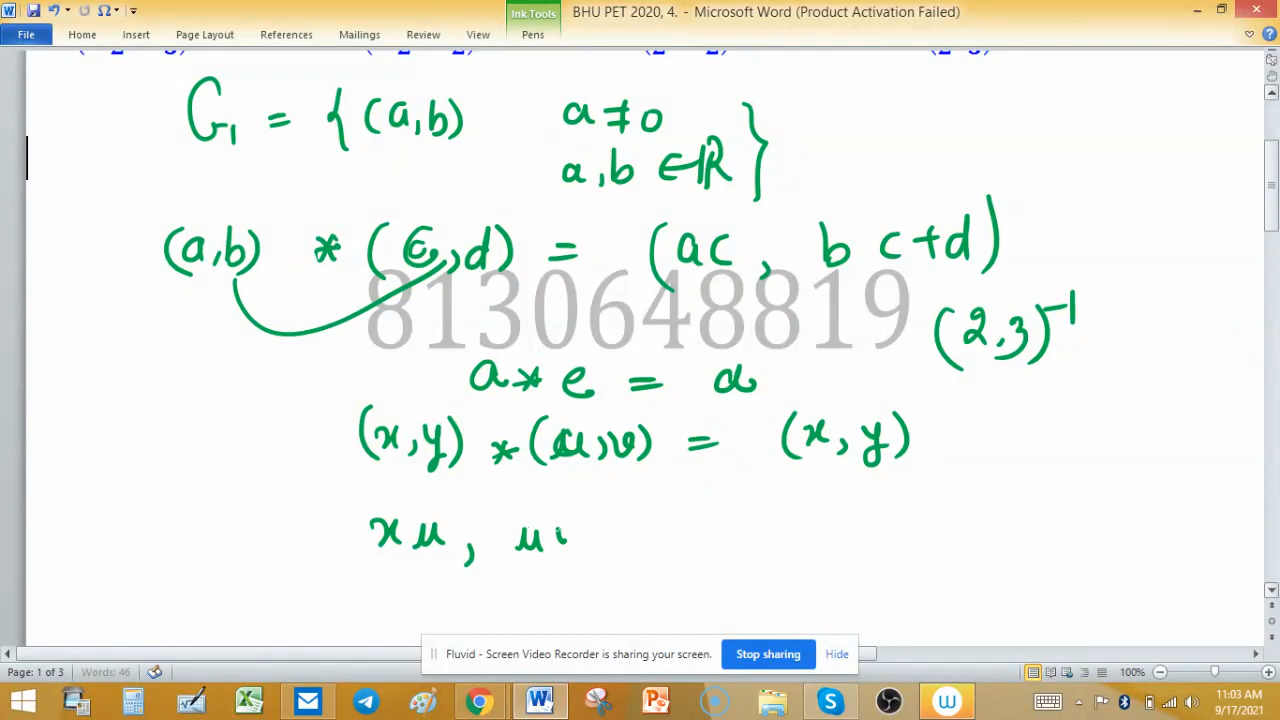 Ink Tools
BHU PET 2020, 4. - Microsoft Word (Product Activation Failed)
File Home Insert Page Layout References Mailings Review View Pens
G₁ = { (a,b) a ≠ 0
a,b ∈ ℝ }
(a,b) * (c,d) = (ac, bc+d)
8130648819
(2,3)⁻¹
a * e = a
(x,y) * (u,v) = (x,y)
xu, u
Fluvid - Screen Video Recorder is sharing your screen. Stop sharing Hide
Page: 1 of 3 Words: 46 100%
11:03 AM
9/17/2021